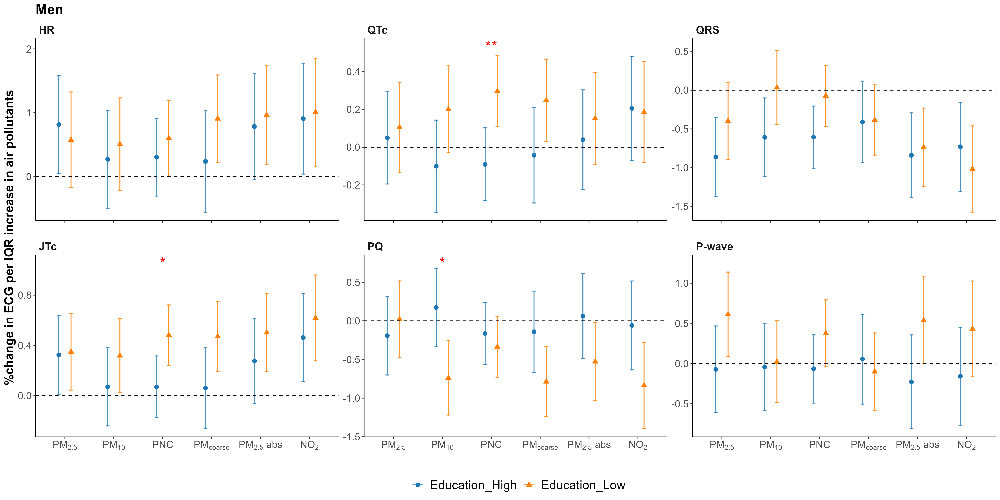 Men
%change in ECG per IQR increase in air pollutants
HR
2
1
0
QTc
**
0.4
0.2
0.0
-0.2
QRS
0.5
0.0
-0.5
-1.0
-1.5
JTc
*
0.8
0.4
0.0
PM2.5 PM10 PNC PMcoarse PM2.5 abs NO2
PQ
*
0.5
0.0
-0.5
-1.0
-1.5
PM2.5 PM10 PNC PMcoarse PM2.5 abs NO2
P-wave
1.0
0.5
0.0
-0.5
PM2.5 PM10 PNC PMcoarse PM2.5 abs NO2
Education_High Education_Low